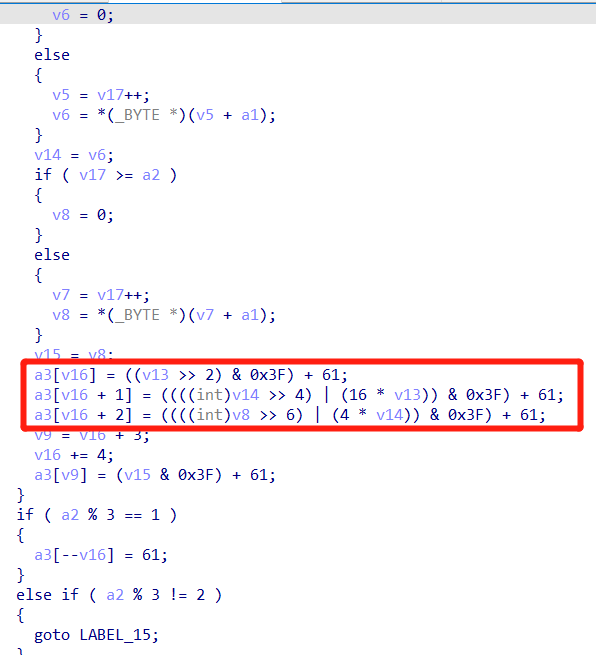 v6 = 0;
}
else
{
v5 = v17++;
v6 = *(_BYTE *)(v5 + a1);
}
v14 = v6;
if ( v17 >= a2 )
{
v8 = 0;
}
else
{
v7 = v17++;
v8 = *(_BYTE *)(v7 + a1);
}
v15 = v8;
a3[v16] = ((v13 >> 2) & 0x3F) + 61;
a3[v16 + 1] = ((((int)v14 >> 4) | (16 * v13)) & 0x3F) + 61;
a3[v16 + 2] = ((((int)v8 >> 6) | (4 * v14)) & 0x3F) + 61;
v9 = v16 + 3;
v16 += 4;
a3[v9] = (v15 & 0x3F) + 61;
}
if ( a2 % 3 == 1 )
{
a3[--v16] = 61;
}
else if ( a2 % 3 != 2 )
{
goto LABEL_15;
}